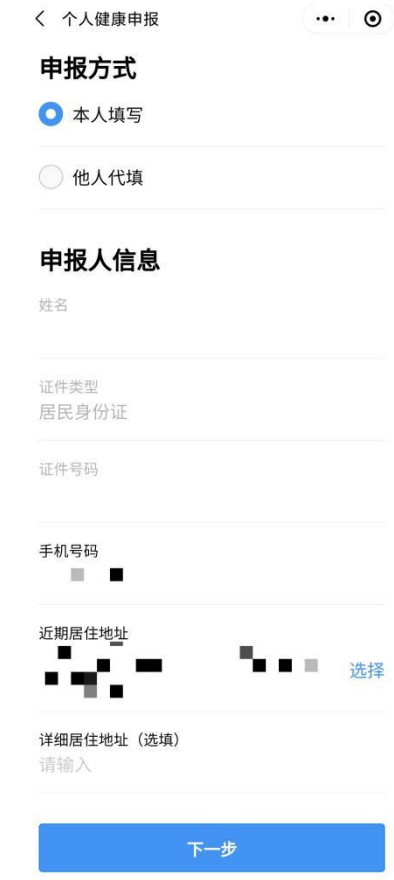 个人健康申报
申报方式
本人填写
他人代填
申报人信息
姓名
证件类型
居民身份证
证件号码
手机号码
近期居住地址
选择
详细居住地址（选填）
请输入
下一步